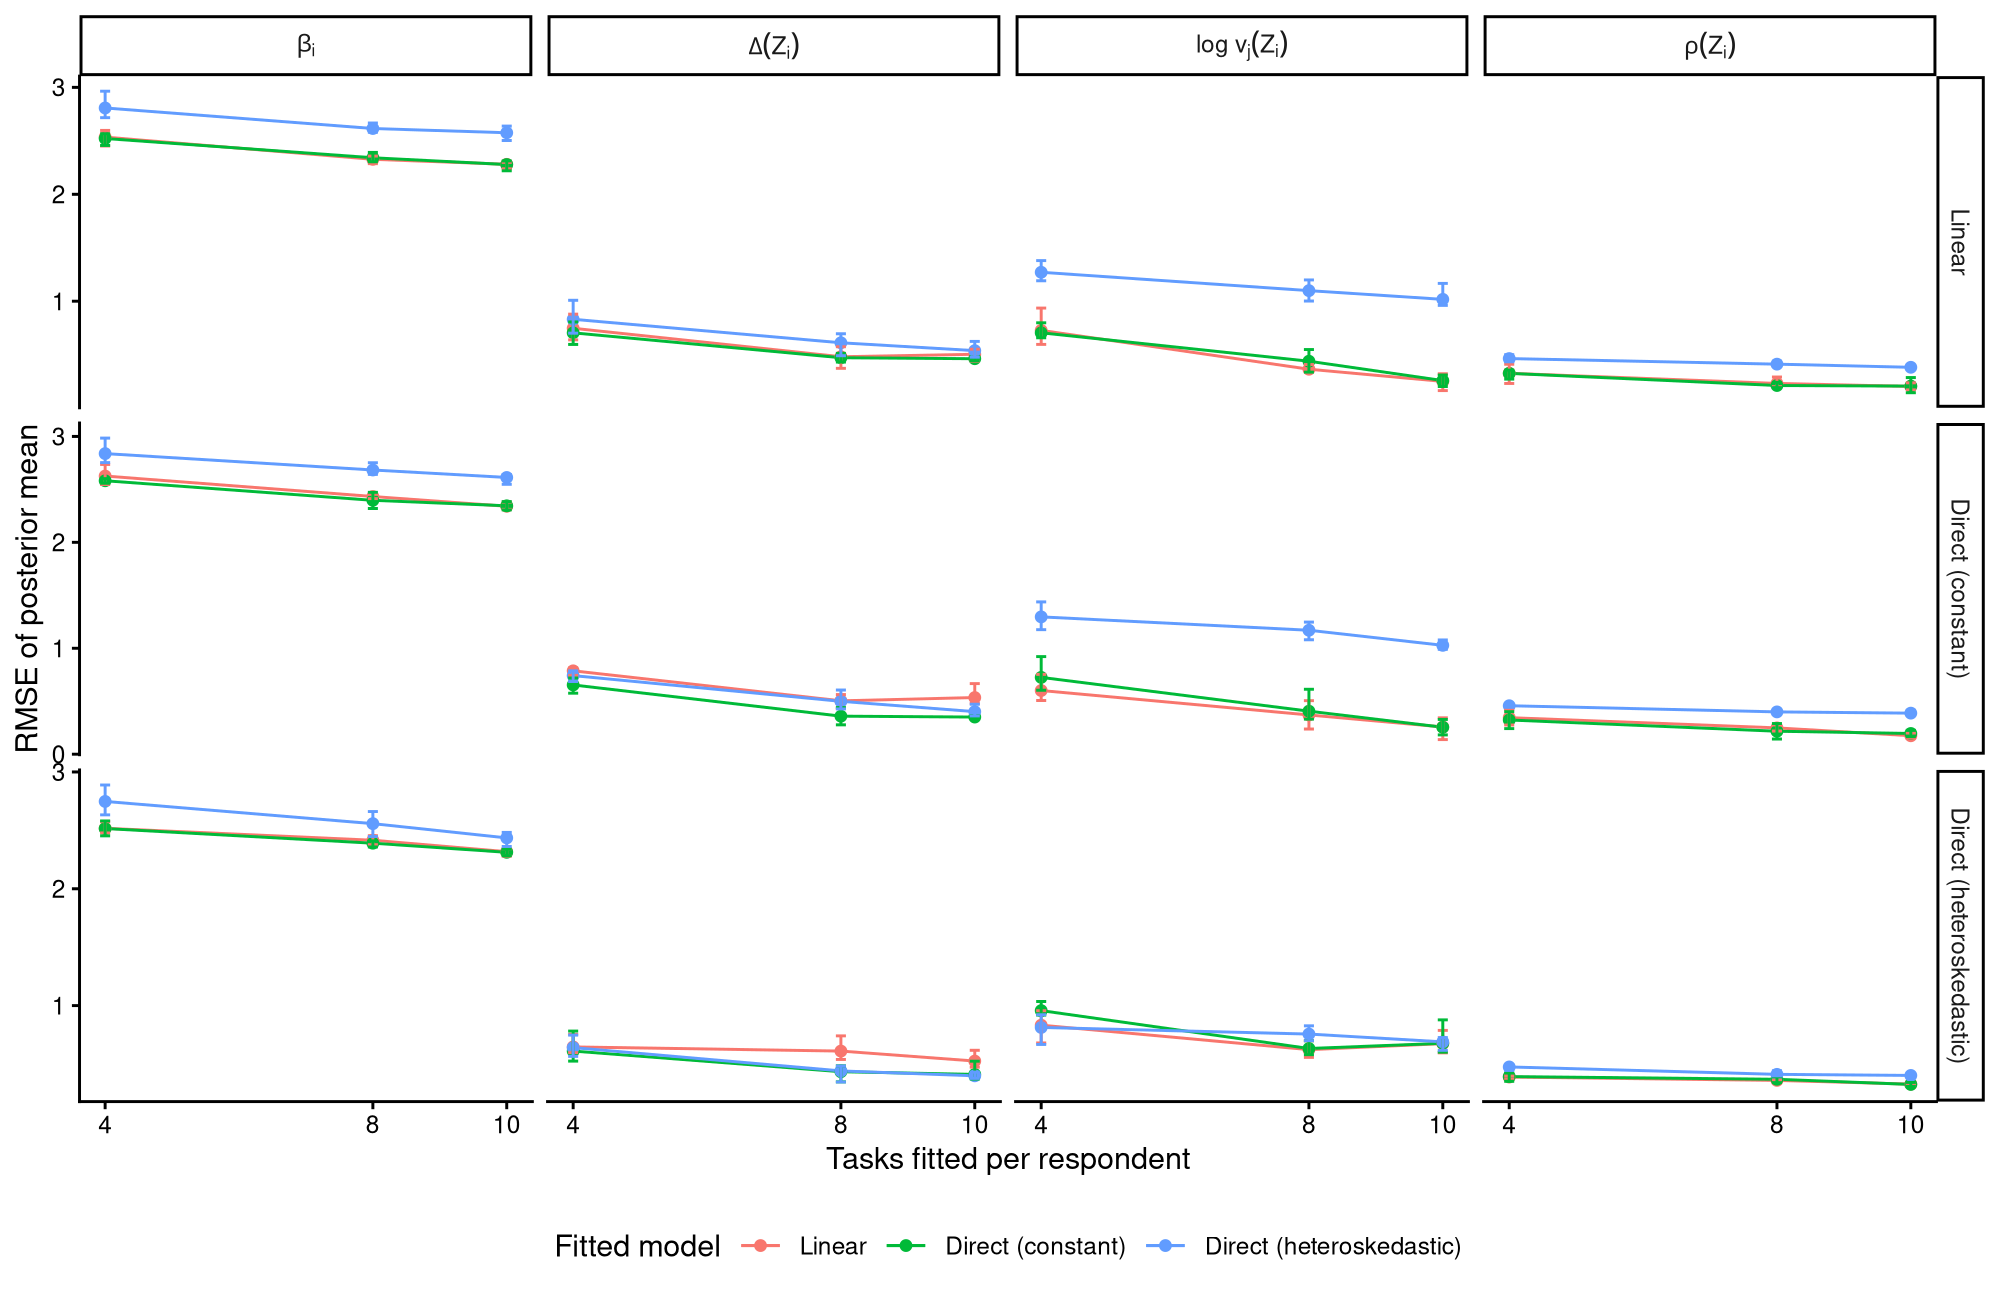 βi Δ(Zi) log vj(Zi) ρ(Zi)
3
2
1
Linear
RMSE of posterior mean
3
2
1
0
Direct (constant)
3
2
1
Direct (heteroskedastic)
4 8 10 4 8 10 4 8 10 4 8 10
Tasks fitted per respondent
Fitted model Linear Direct (constant) Direct (heteroskedastic)